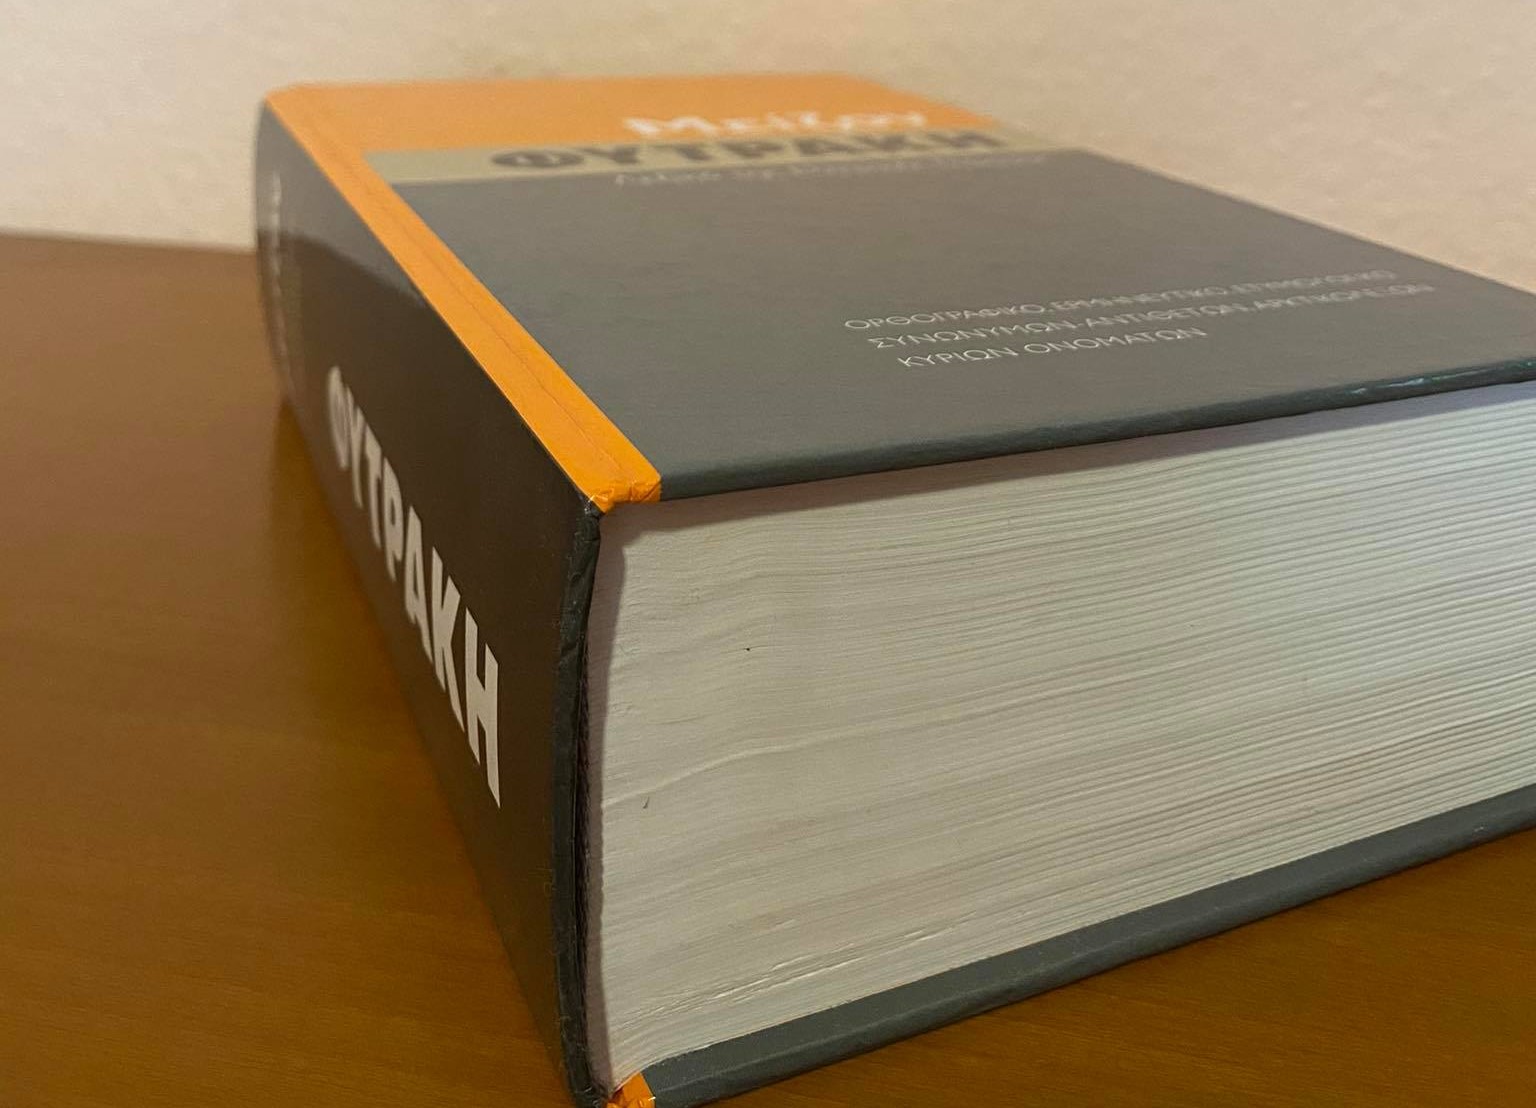 Μείζον
ΦΥΤΡΑΚΗ
ΟΡΘΟΓΡΑΦΙΚΟ, ΕΡΜΗΝΕΥΤΙΚΟ, ΕΤΥΜΟΛΟΓΙΚΟ
ΣΥΝΩΝΥΜΩΝ-ΑΝΤΙΘΕΤΩΝ, ΑΡΚΤΙΚΟΛΕΞΩΝ
ΚΥΡΙΩΝ ΟΝΟΜΑΤΩΝ
ΦΥΤΡΑΚΗ